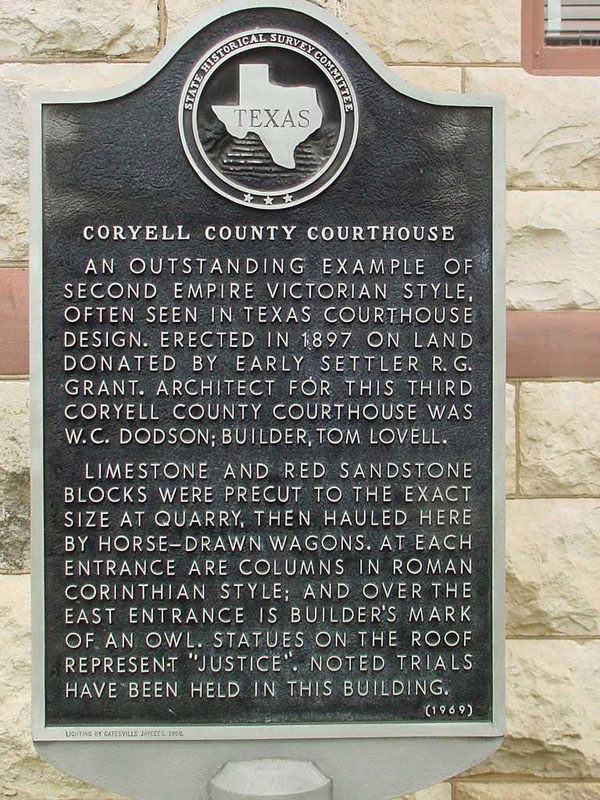 STATE HISTORICAL SURVEY COMMITTEE
TEXAS
CORYELL COUNTY COURTHOUSE
AN OUTSTANDING EXAMPLE OF
SECOND EMPIRE VICTORIAN STYLE,
OFTEN SEEN IN TEXAS COURTHOUSE
DESIGN. ERECTED IN 1897 ON LAND
DONATED BY EARLY SETTLER R.G.
GRANT. ARCHITECT FOR THIS THIRD
CORYELL COUNTY COURTHOUSE WAS
W.C. DODSON; BUILDER, TOM LOVELL.
LIMESTONE AND RED SANDSTONE
BLOCKS WERE PRECUT TO THE EXACT
SIZE AT QUARRY, THEN HAULED HERE
BY HORSE-DRAWN WAGONS. AT EACH
ENTRANCE ARE COLUMNS IN ROMAN
CORINTHIAN STYLE; AND OVER THE
EAST ENTRANCE IS BUILDER'S MARK
OF AN OWL. STATUES ON THE ROOF
REPRESENT "JUSTICE". NOTED TRIALS
HAVE BEEN HELD IN THIS BUILDING.
(1969)
LIGHTING BY GATESVILLE JAYCEES,